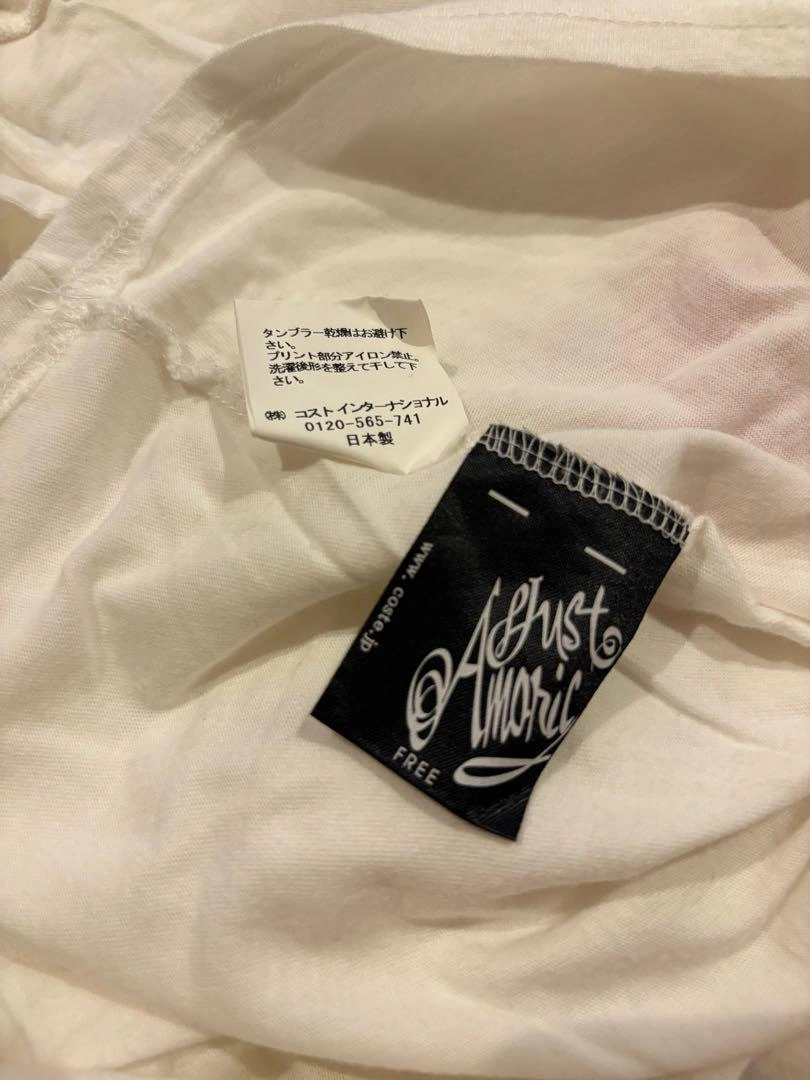 タンブラー乾燥はお避け下
さい。
プリント部分アイロン禁止。
洗濯後形を整えて干して下
さい。
㈱ コストインターナショナル
0120-565-741
日本製
www.coste.jp
Adjust
Amoric
FREE